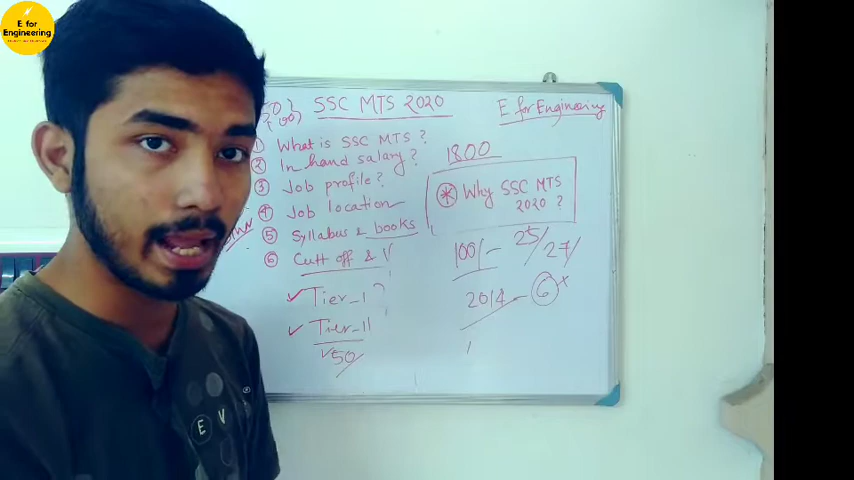 E for
Engineering
SSC MTS 2020
E for Engineering
① What is SSC MTS ?
② In hand salary ?
③ Job profile ?
④ Job location
⑤ Syllabus & books
⑥ Cutt off &
✓ Tier-I
✓ Tier-II
✓50
1800
* Why SSC MTS
2020 ?
100/- 25/ 27/
2014 - 6 x
E V